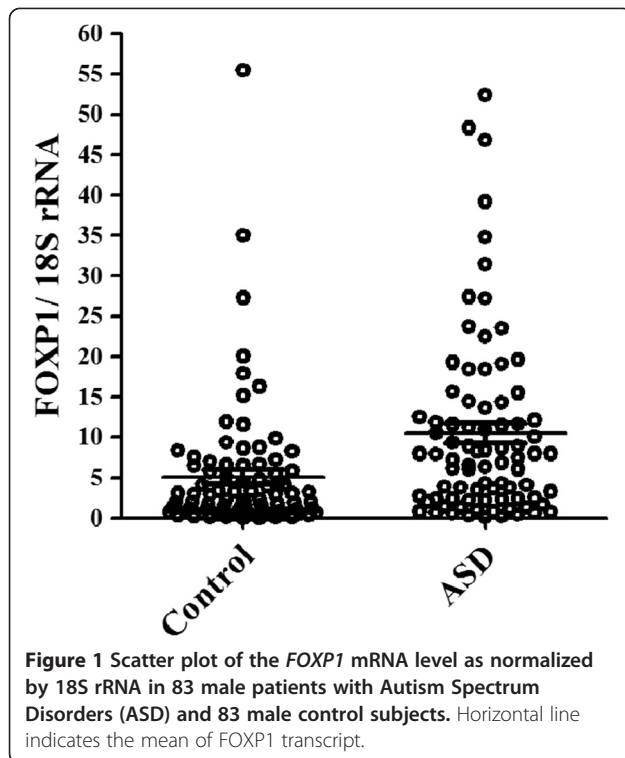 60
55
50
45
40
35
30
25
20
15
10
5
0
FOXP1/ 18S rRNA
Control
ASD
Figure 1 Scatter plot of the FOXP1 mRNA level as normalized
by 18S rRNA in 83 male patients with Autism Spectrum
Disorders (ASD) and 83 male control subjects. Horizontal line
indicates the mean of FOXP1 transcript.